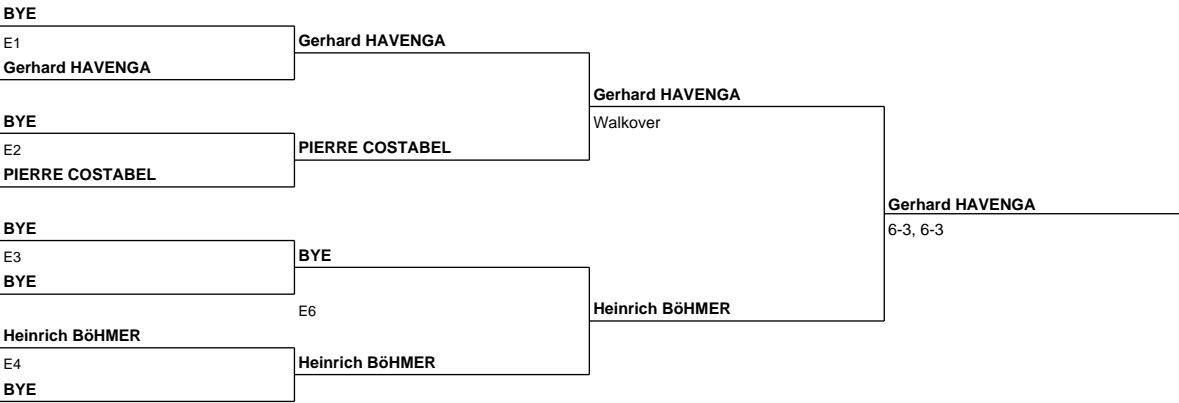 BYE
E1
Gerhard HAVENGA
BYE
E2
PIERRE COSTABEL
BYE
E3
BYE
Heinrich BöHMER
E4
BYE
Gerhard HAVENGA
PIERRE COSTABEL
BYE
E6
Heinrich BöHMER
Gerhard HAVENGA
Walkover
Heinrich BöHMER
Gerhard HAVENGA
6-3, 6-3